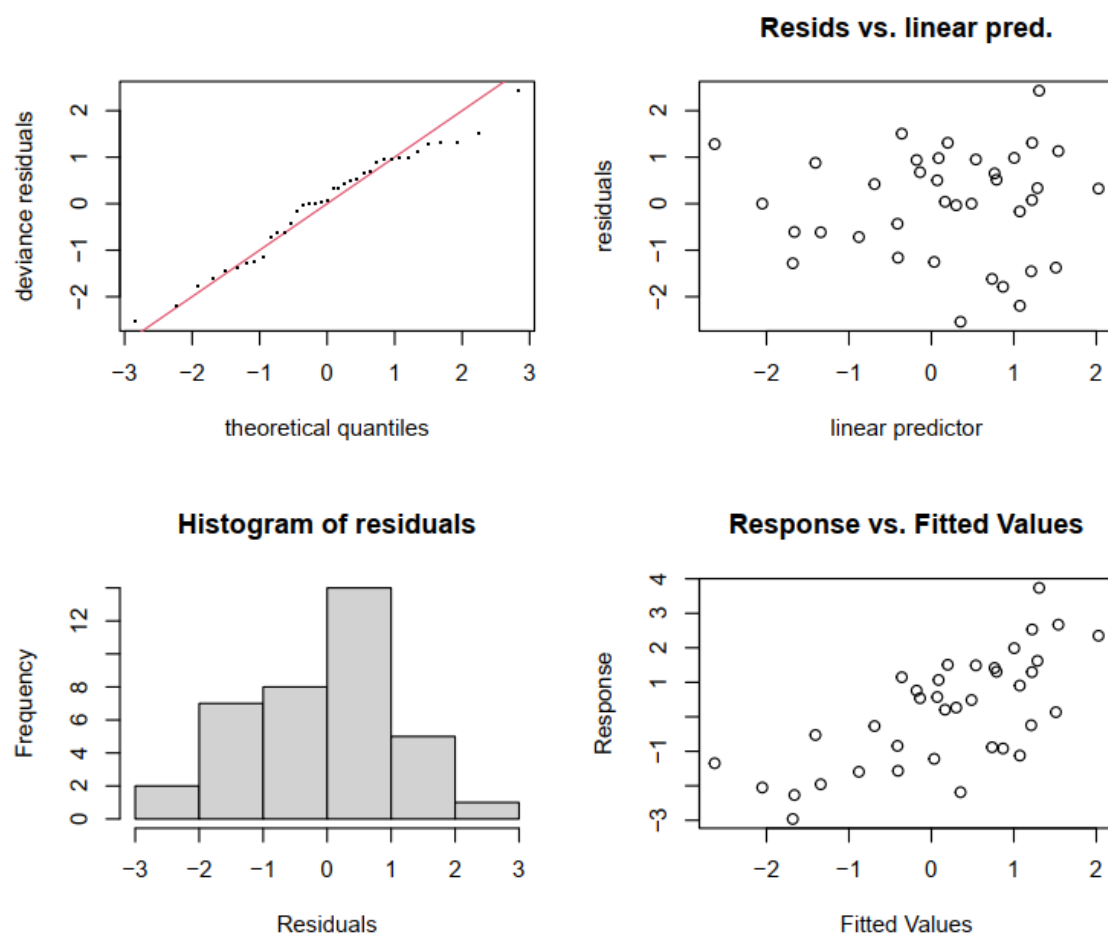 Resids vs. linear pred.
deviance residuals
2
1
0
−1
−2
−3 −2 −1 0 1 2 3
theoretical quantiles
residuals
2
1
0
−1
−2
−2 −1 0 1 2
linear predictor
Histogram of residuals
Frequency
12
8
6
4
2
0
−3 −2 −1 0 1 2 3
Residuals
Response vs. Fitted Values
Response
4
3
2
1
−1
−3
−2 −1 0 1 2
Fitted Values